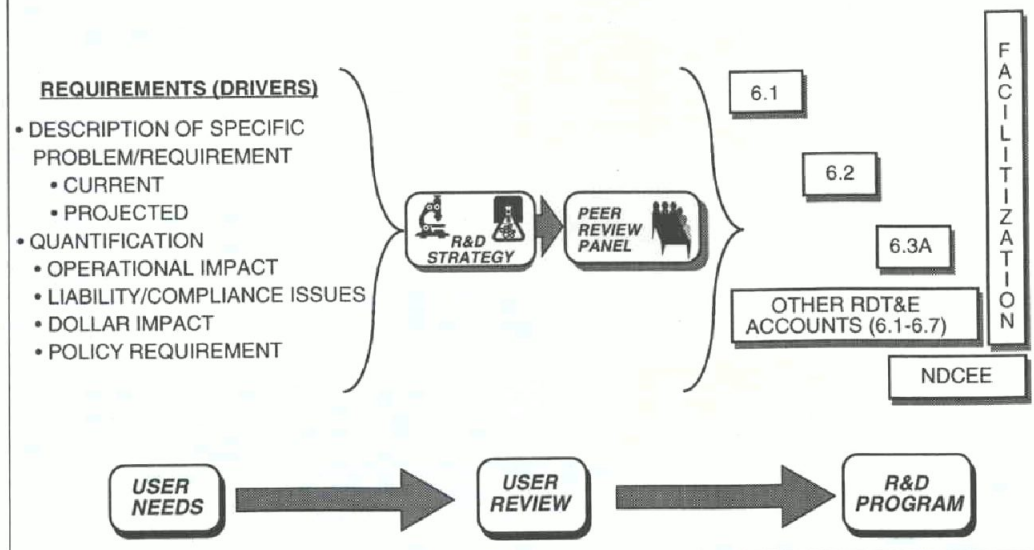 REQUIREMENTS (DRIVERS)
• DESCRIPTION OF SPECIFIC
PROBLEM/REQUIREMENT
• CURRENT
• PROJECTED
• QUANTIFICATION
• OPERATIONAL IMPACT
• LIABILITY/COMPLIANCE ISSUES
• DOLLAR IMPACT
• POLICY REQUIREMENT
R&D
STRATEGY
PEER
REVIEW
PANEL
6.1
6.2
6.3A
OTHER RDT&E
ACCOUNTS (6.1-6.7)
NDCEE
FACILITIZATION
USER
NEEDS
USER
REVIEW
R&D
PROGRAM